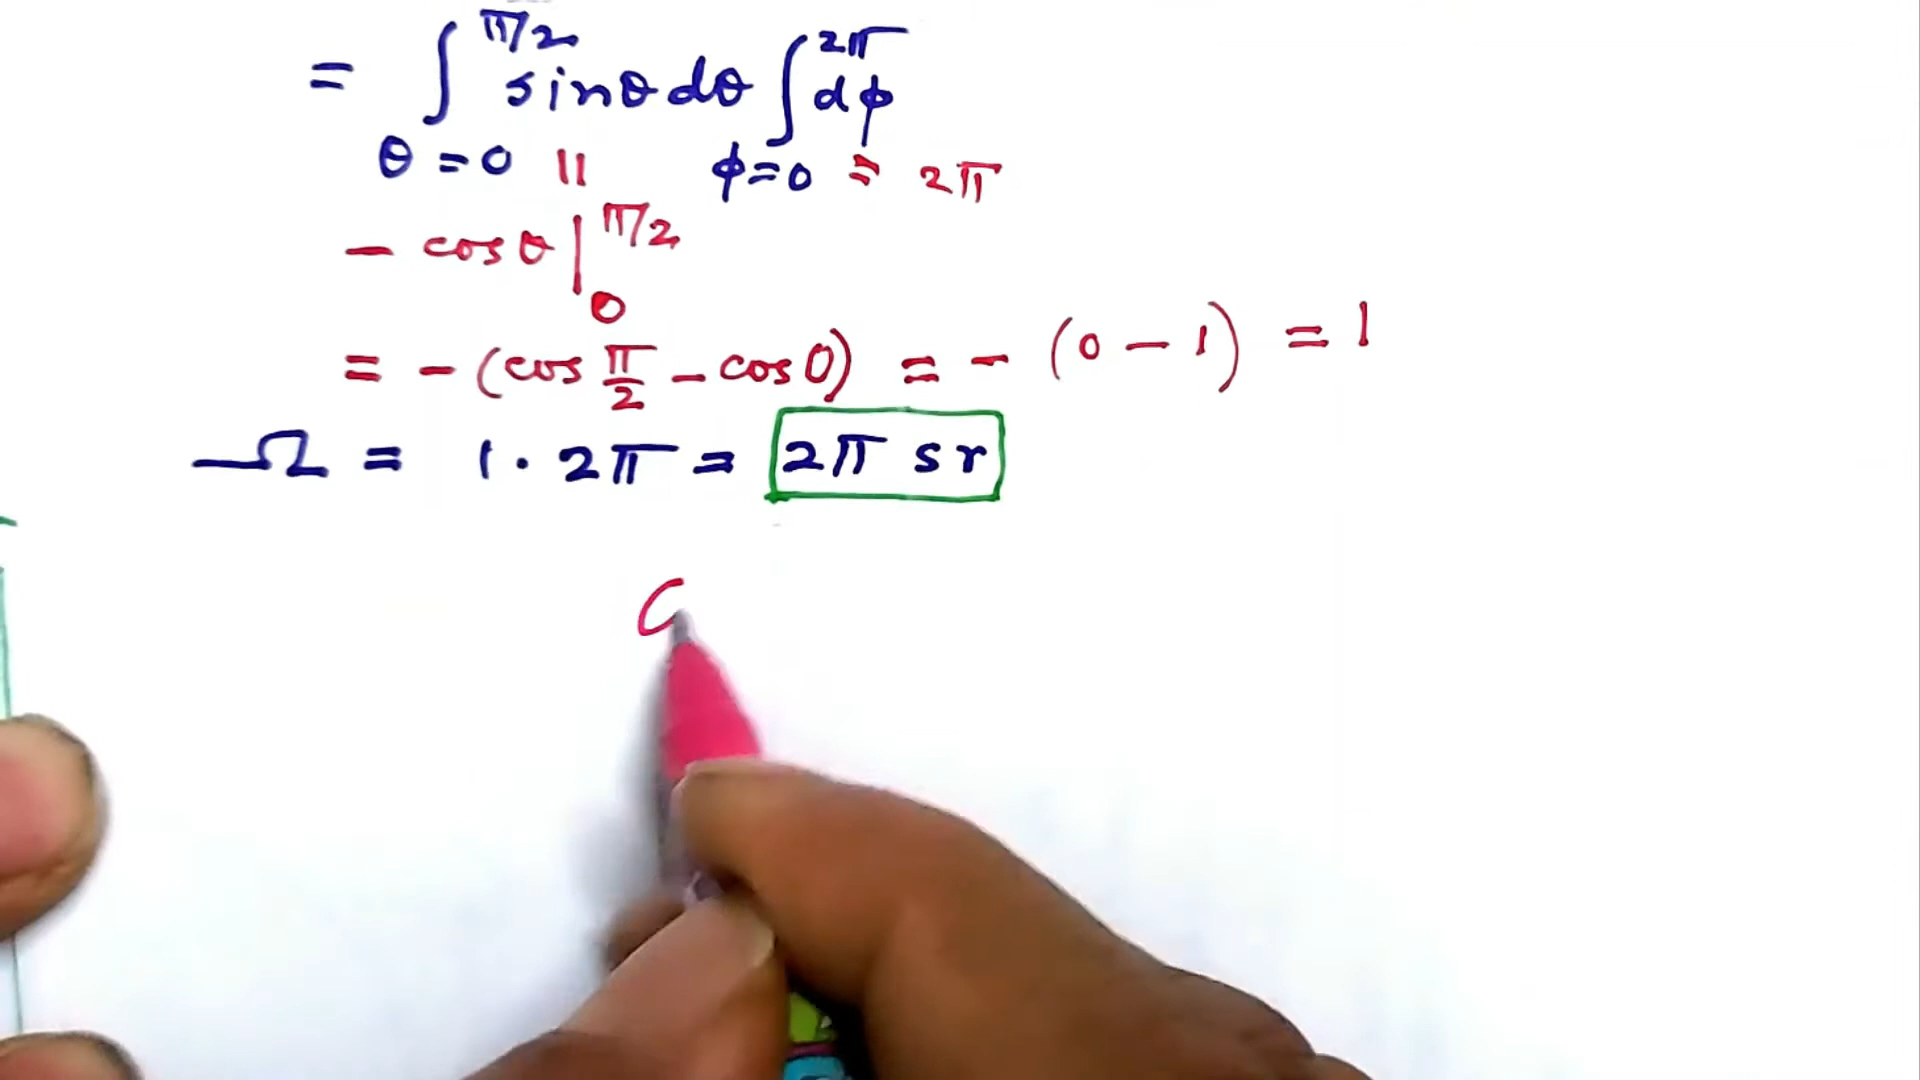 = ∫ π/2 sinθ dθ ∫ 2π dϕ
θ = 0 || ϕ = 0 = 2π
- cosθ | π/2
0
= - (cos π/2 - cos 0) = - (0 - 1) = 1
Ω = 1 · 2π = 2π sr